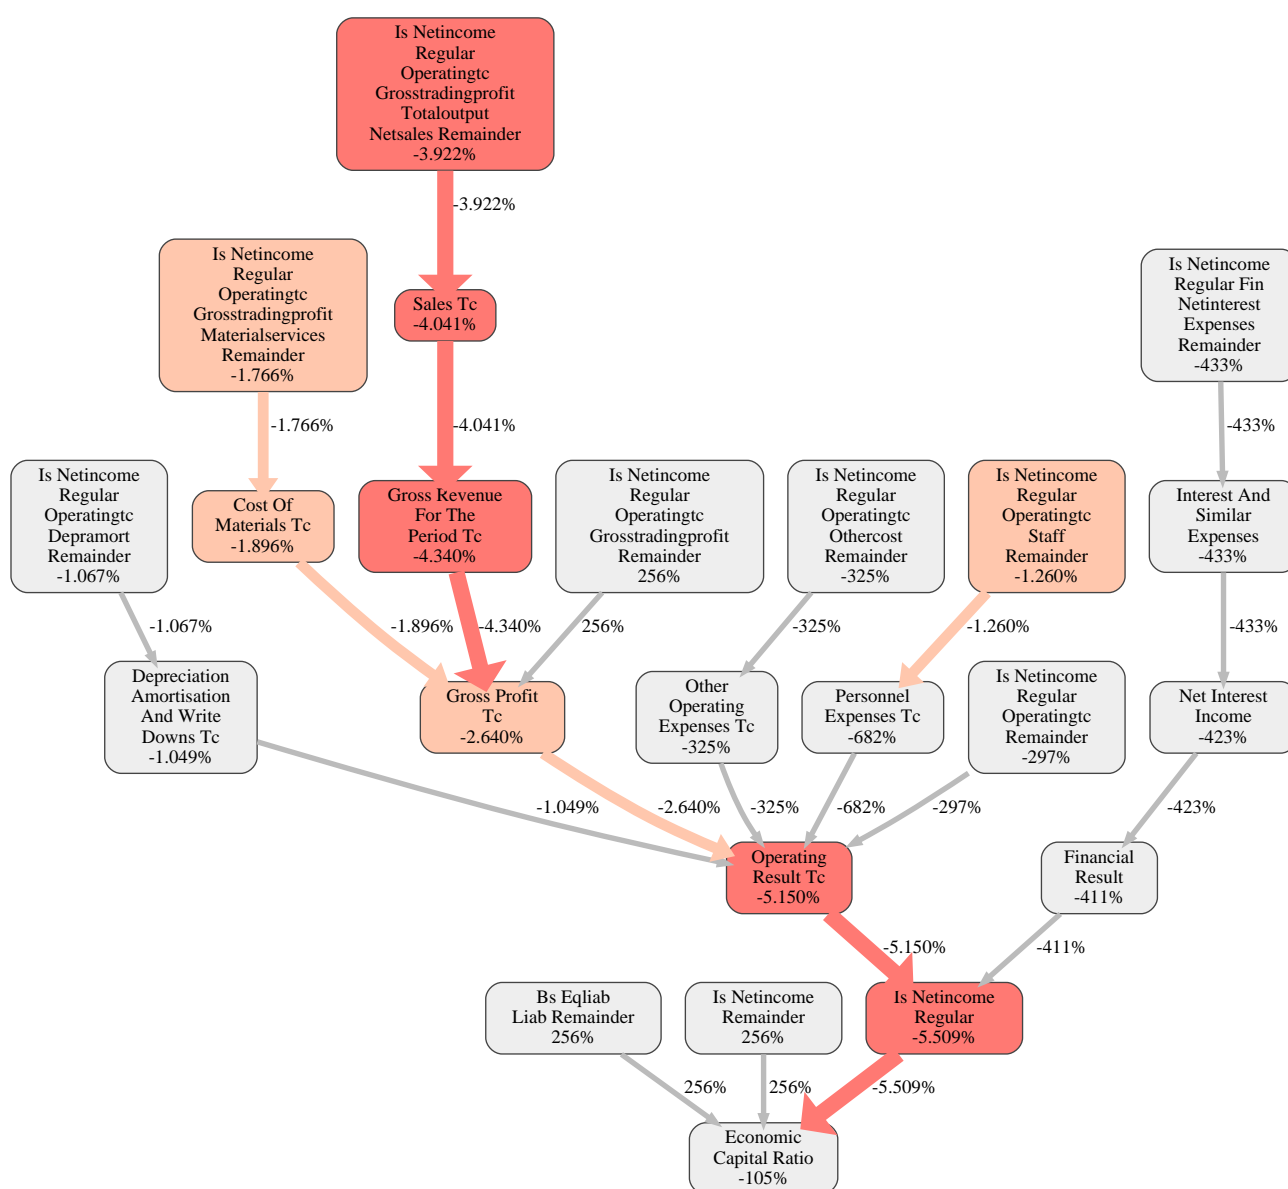 Is Netincome
Regular
Operatingtc
Grosstradingprofit
Totaloutput
Netsales Remainder
-3.922%
-3.922%
Is Netincome
Regular
Operatingtc
Grosstradingprofit
Materialservices
Remainder
-1.766%
Sales Tc
-4.041%
Is Netincome
Regular Fin
Netinterest
Expenses
Remainder
-433%
-1.766%
-4.041%
-433%
Is Netincome
Regular
Operatingtc
Depramort
Remainder
-1.067%
Cost Of
Materials Tc
-1.896%
Gross Revenue
For The
Period Tc
-4.340%
Is Netincome
Regular
Operatingtc
Grosstradingprofit
Remainder
256%
Is Netincome
Regular
Operatingtc
Othercost
Remainder
-325%
Is Netincome
Regular
Operatingtc
Staff
Remainder
-1.260%
Interest And
Similar
Expenses
-433%
-1.067%
-1.896%
-4.340%
256%
-325%
-1.260%
-433%
Depreciation
Amortisation
And Write
Downs Tc
-1.049%
Gross Profit
Tc
-2.640%
Other
Operating
Expenses Tc
-325%
Personnel
Expenses Tc
-682%
Is Netincome
Regular
Operatingtc
Remainder
-297%
Net Interest
Income
-423%
-1.049%
-2.640%
-325%
-682%
-297%
-423%
Operating
Result Tc
-5.150%
Financial
Result
-411%
-5.150%
-411%
Bs Eqliab
Liab Remainder
256%
Is Netincome
Remainder
256%
Is Netincome
Regular
-5.509%
256%
256%
-5.509%
Economic
Capital Ratio
-105%